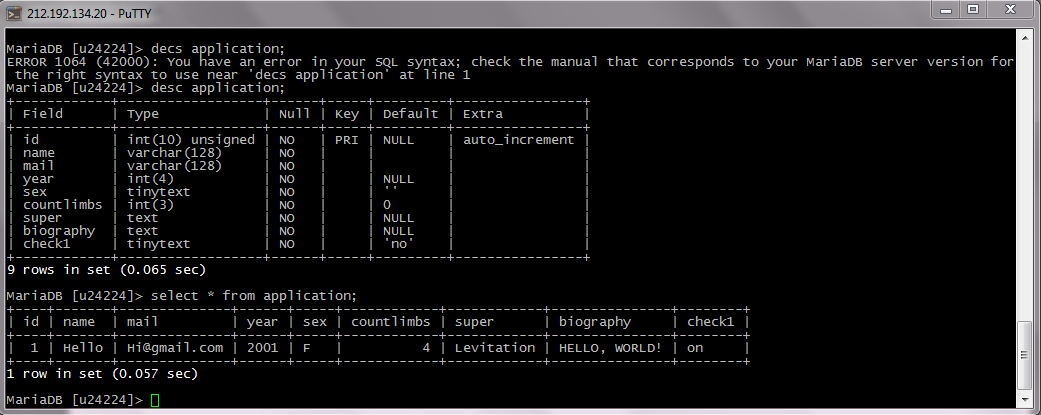 212.192.134.20 - PuTTY
MariaDB [u24224]> decs application;
ERROR 1064 (42000): You have an error in your SQL syntax; check the manual that corresponds to your MariaDB server version for
 the right syntax to use near 'decs application' at line 1
MariaDB [u24224]> desc application;
+------------+------------------+------+-----+---------+----------------+
| Field      | Type             | Null | Key | Default | Extra          |
+------------+------------------+------+-----+---------+----------------+
| id         | int(10) unsigned | NO   | PRI | NULL    | auto_increment |
| name       | varchar(128)     | NO   |     |         |                |
| mail       | varchar(128)     | NO   |     |         |                |
| year       | int(4)           | NO   |     | NULL    |                |
| sex        | tinytext         | NO   |     | ''      |                |
| countlimbs | int(3)           | NO   |     | 0       |                |
| super      | text             | NO   |     | NULL    |                |
| biography  | text             | NO   |     | NULL    |                |
| check1     | tinytext         | NO   |     | 'no'    |                |
+------------+------------------+------+-----+---------+----------------+
9 rows in set (0.065 sec)
MariaDB [u24224]> select * from application;
+----+-------+--------------+------+-----+------------+------------+---------------+--------+
| id | name  | mail         | year | sex | countlimbs | super      | biography     | check1 |
+----+-------+--------------+------+-----+------------+------------+---------------+--------+
|  1 | Hello | Hi@gmail.com | 2001 | F   |          4 | Levitation | HELLO, WORLD! | on     |
+----+-------+--------------+------+-----+------------+------------+---------------+--------+
1 row in set (0.057 sec)
MariaDB [u24224]>